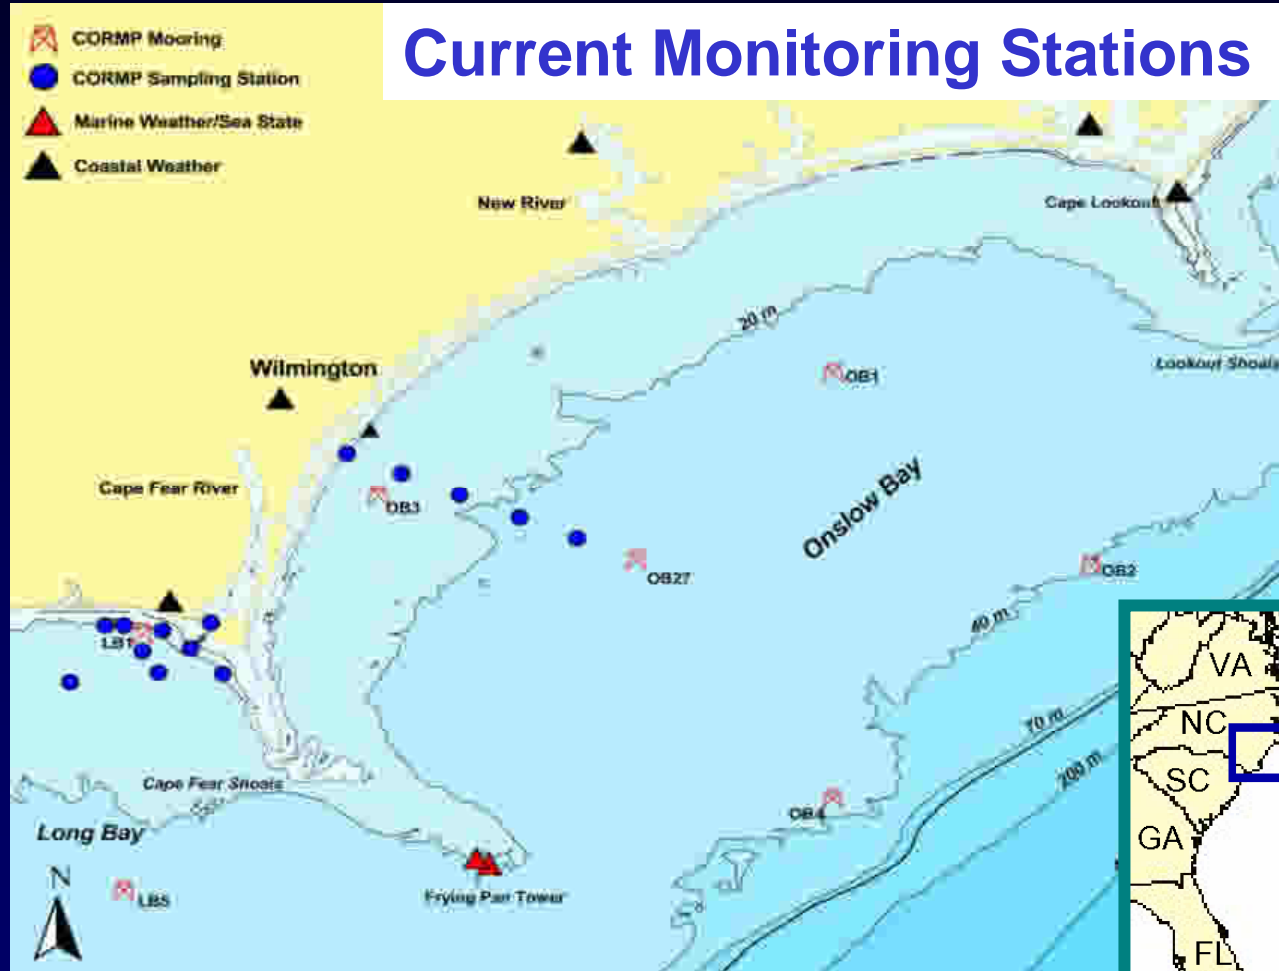 Current Monitoring Stations
CORMP Mooring
CORMP Sampling Station
Marine Weather/Sea State
Coastal Weather
New River
Cape Lookout
20 m
Lookout Shoals
OB1
Wilmington
Cape Fear River
OB3
Onslow Bay
OB27
OB2
40 m
LB1
VA
NC
70 m
SC
200 m
Cape Fear Shoals
OB4
Long Bay
GA
N
LB5
Frying Pan Tower
FL